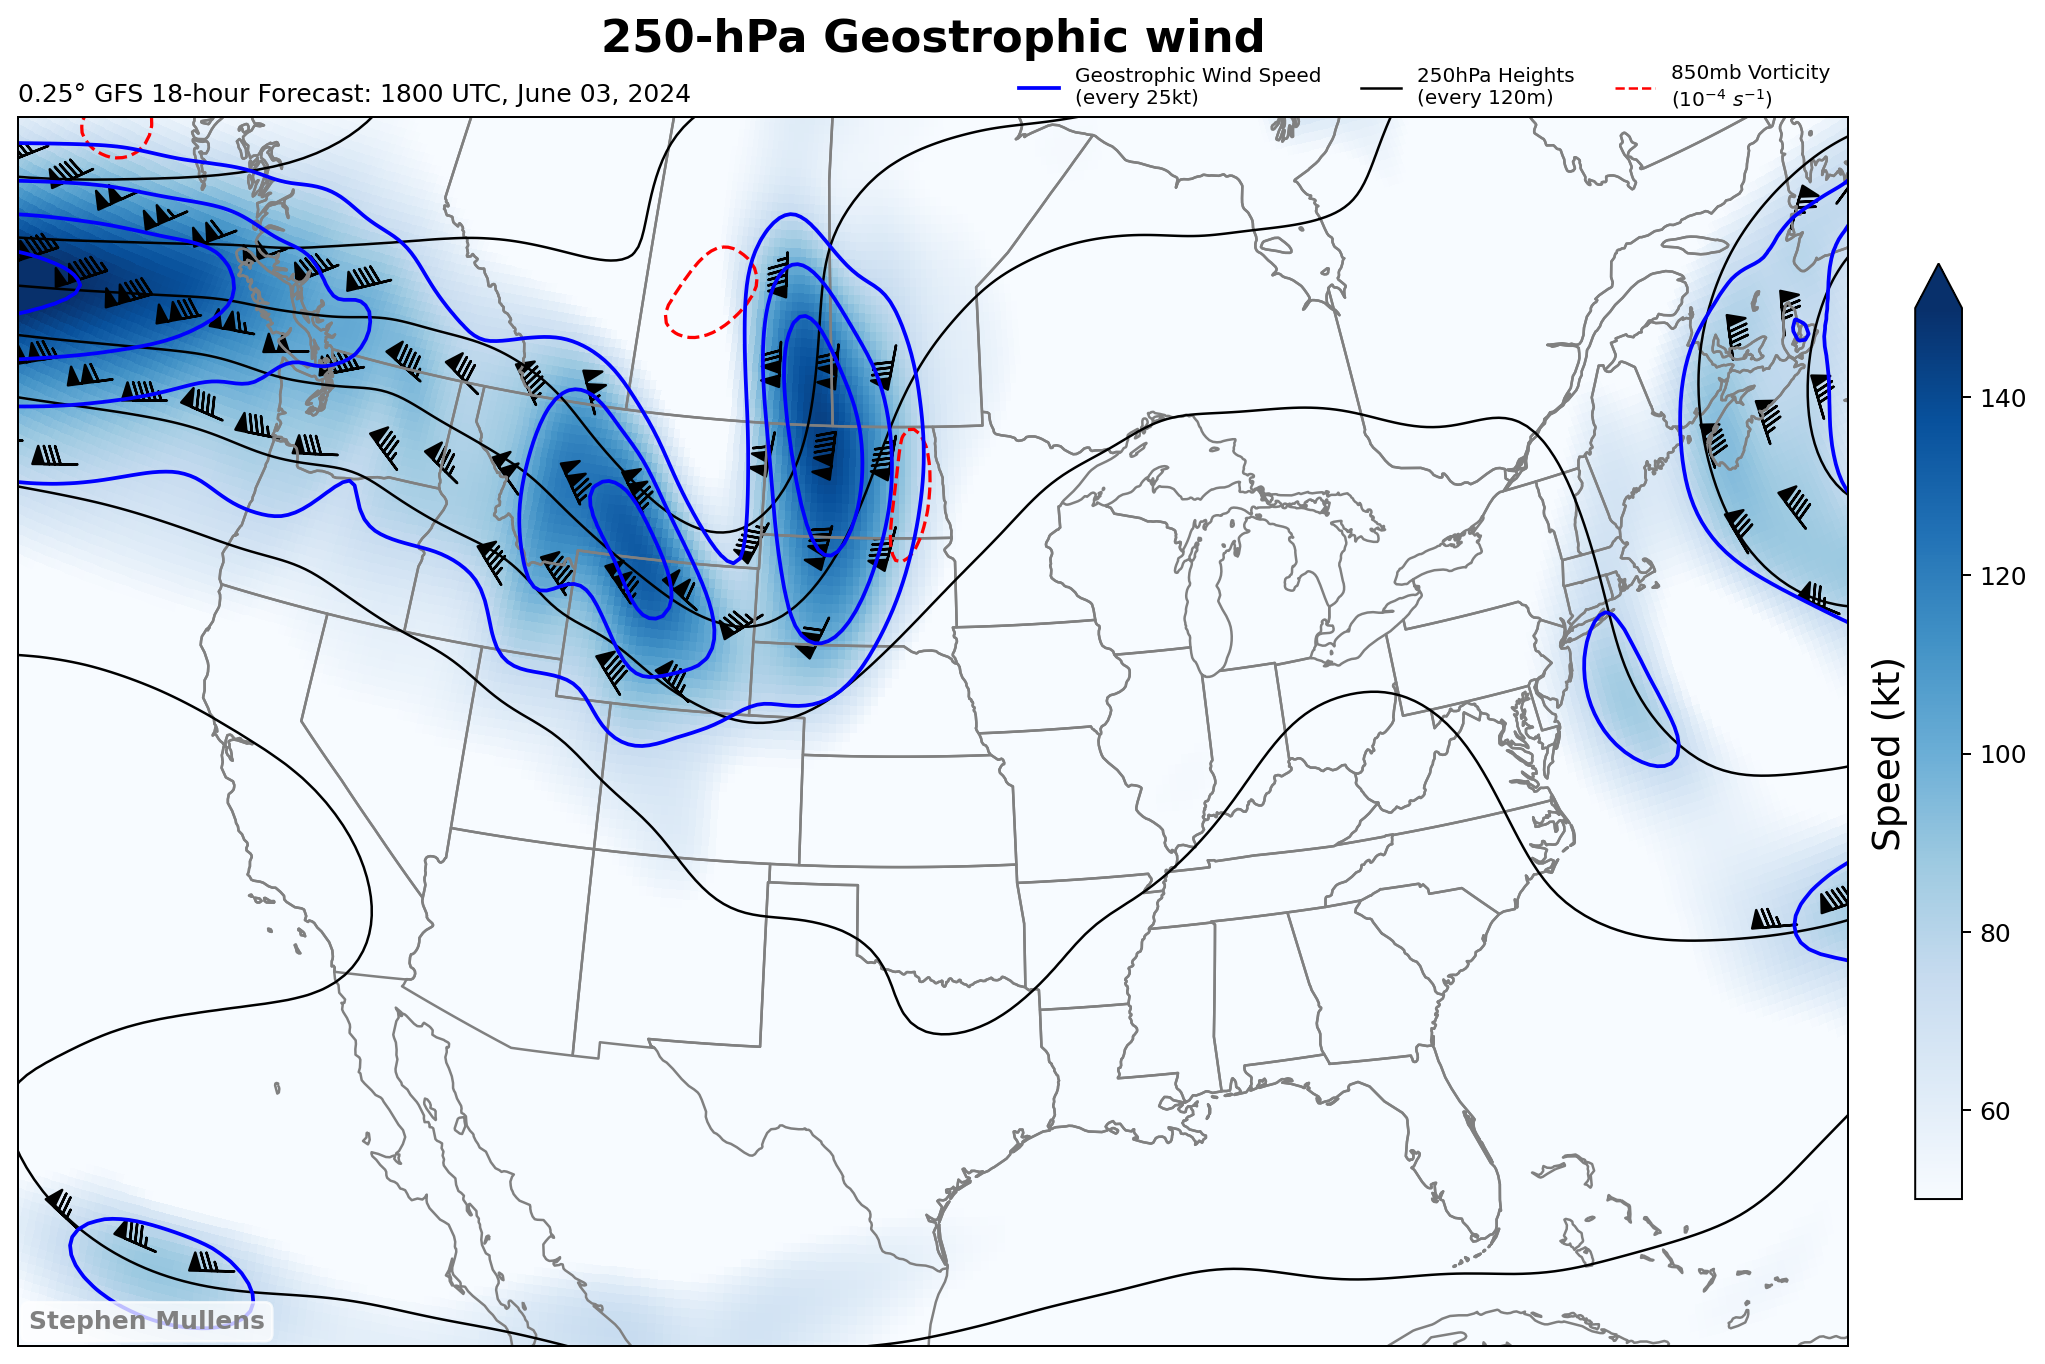 250-hPa Geostrophic wind
0.25° GFS 18-hour Forecast: 1800 UTC, June 03, 2024
Geostrophic Wind Speed
(every 25kt)
250hPa Heights
(every 120m)
850mb Vorticity
(10⁻⁴ s⁻¹)
140
120
100
80
60
Speed (kt)
Stephen Mullens